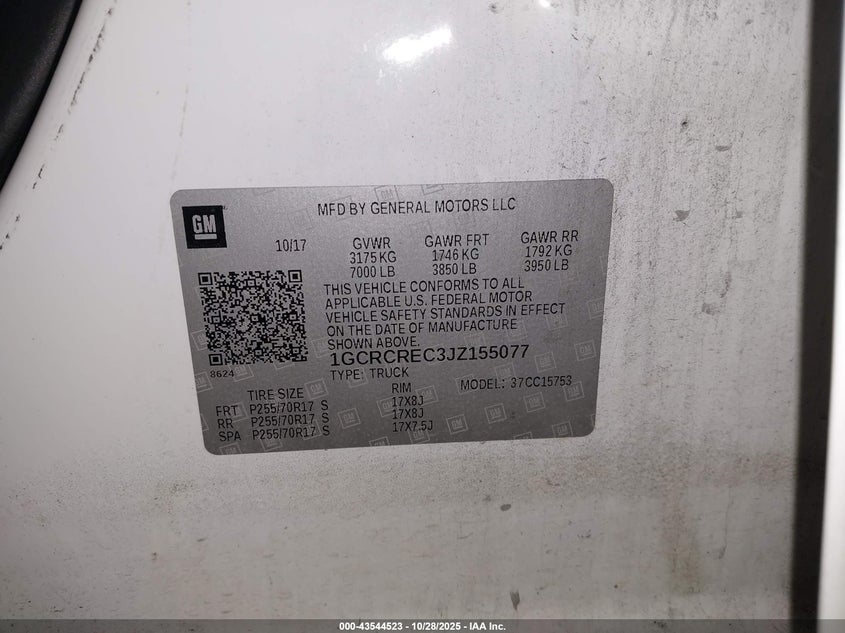 GM
MFD BY GENERAL MOTORS LLC
10/17 GVWR GAWR FRT GAWR RR
3175 KG 1746 KG 1792 KG
7000 LB 3850 LB 3950 LB
THIS VEHICLE CONFORMS TO ALL
APPLICABLE U.S. FEDERAL MOTOR
VEHICLE SAFETY STANDARDS IN EFFECT
ON THE DATE OF MANUFACTURE
SHOWN ABOVE.
1GCRCREC3JZ155077
8624
TYPE: TRUCK MODEL: 37CC15753
TIRE SIZE RIM
FRT P255/70R17 S 17X8J
RR P255/70R17 S 17X8J
SPA P255/70R17 S 17X7.5J
000-43544523 | 10/28/2025 - IAA Inc.